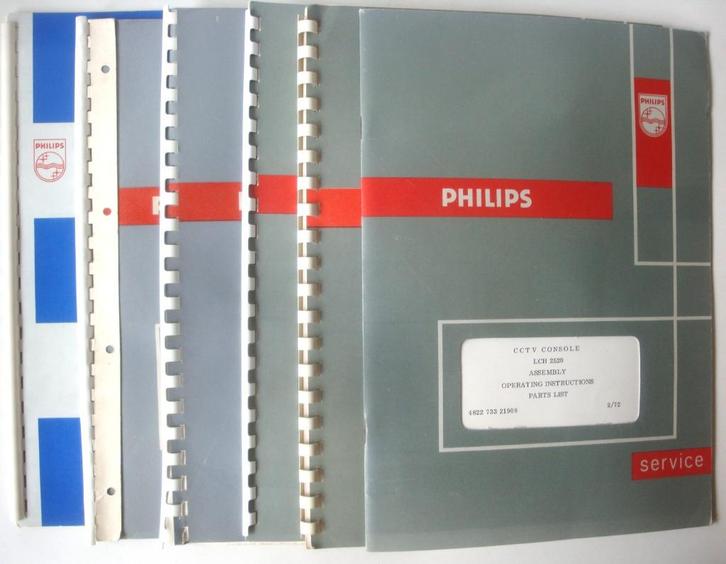 PHILIPS
PHILIPS
PHILIPS
CCTV CONSOLE
LCH 2520
ASSEMBLY
OPERATING INSTRUCTIONS
PARTS LIST
4822 733 21908 2/72
service